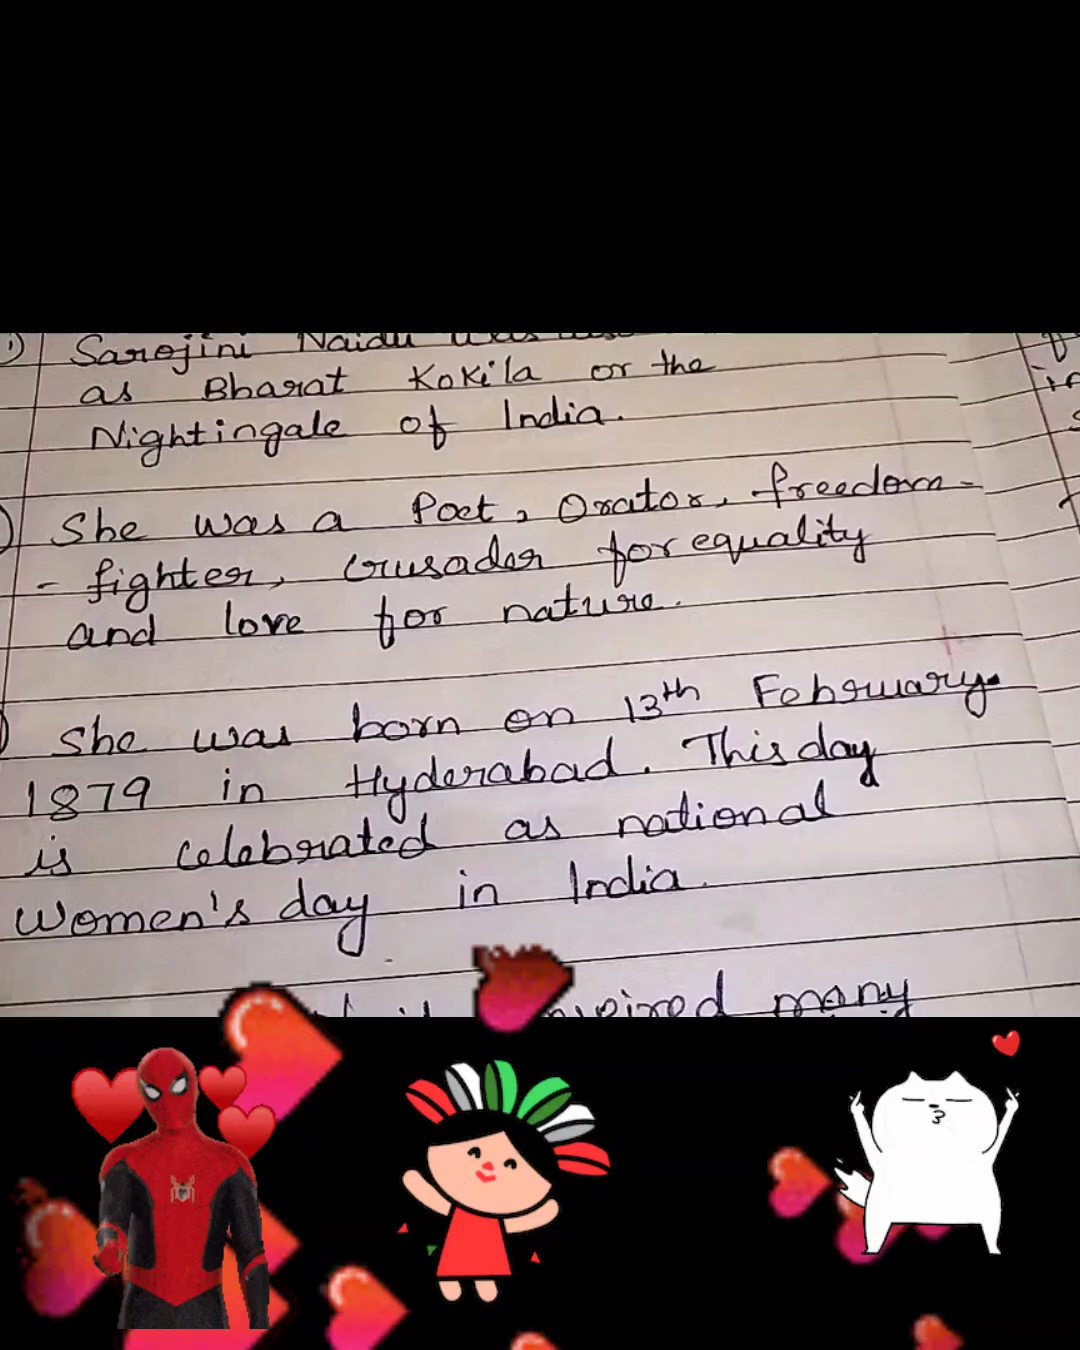 i) Sarojini Naidu was
as Bharat Kokila or the
Nightingale of India.
She was a Poet, Orator, freedom-
- fighter, crusader for equality
and love for nature.
She was born on 13th February
1879 in Hyderabad. This day
is celebrated as national
Women's day in India.
many